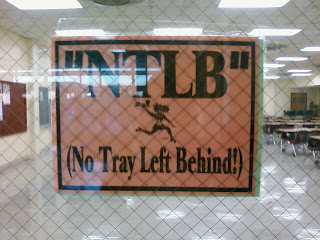 "NTLB"
(No Tray Left Behind!)